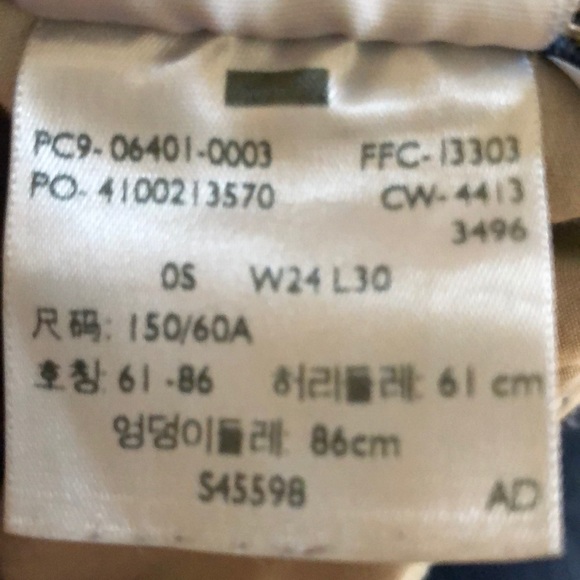 PC9-06401-0003 FFC-13303
PO-4100213570 CW-4413
3496
0S W24 L30
尺码: 150/60A
호칭: 61-86 허리둘레: 61 cm
엉덩이둘레: 86cm
S45598 AD